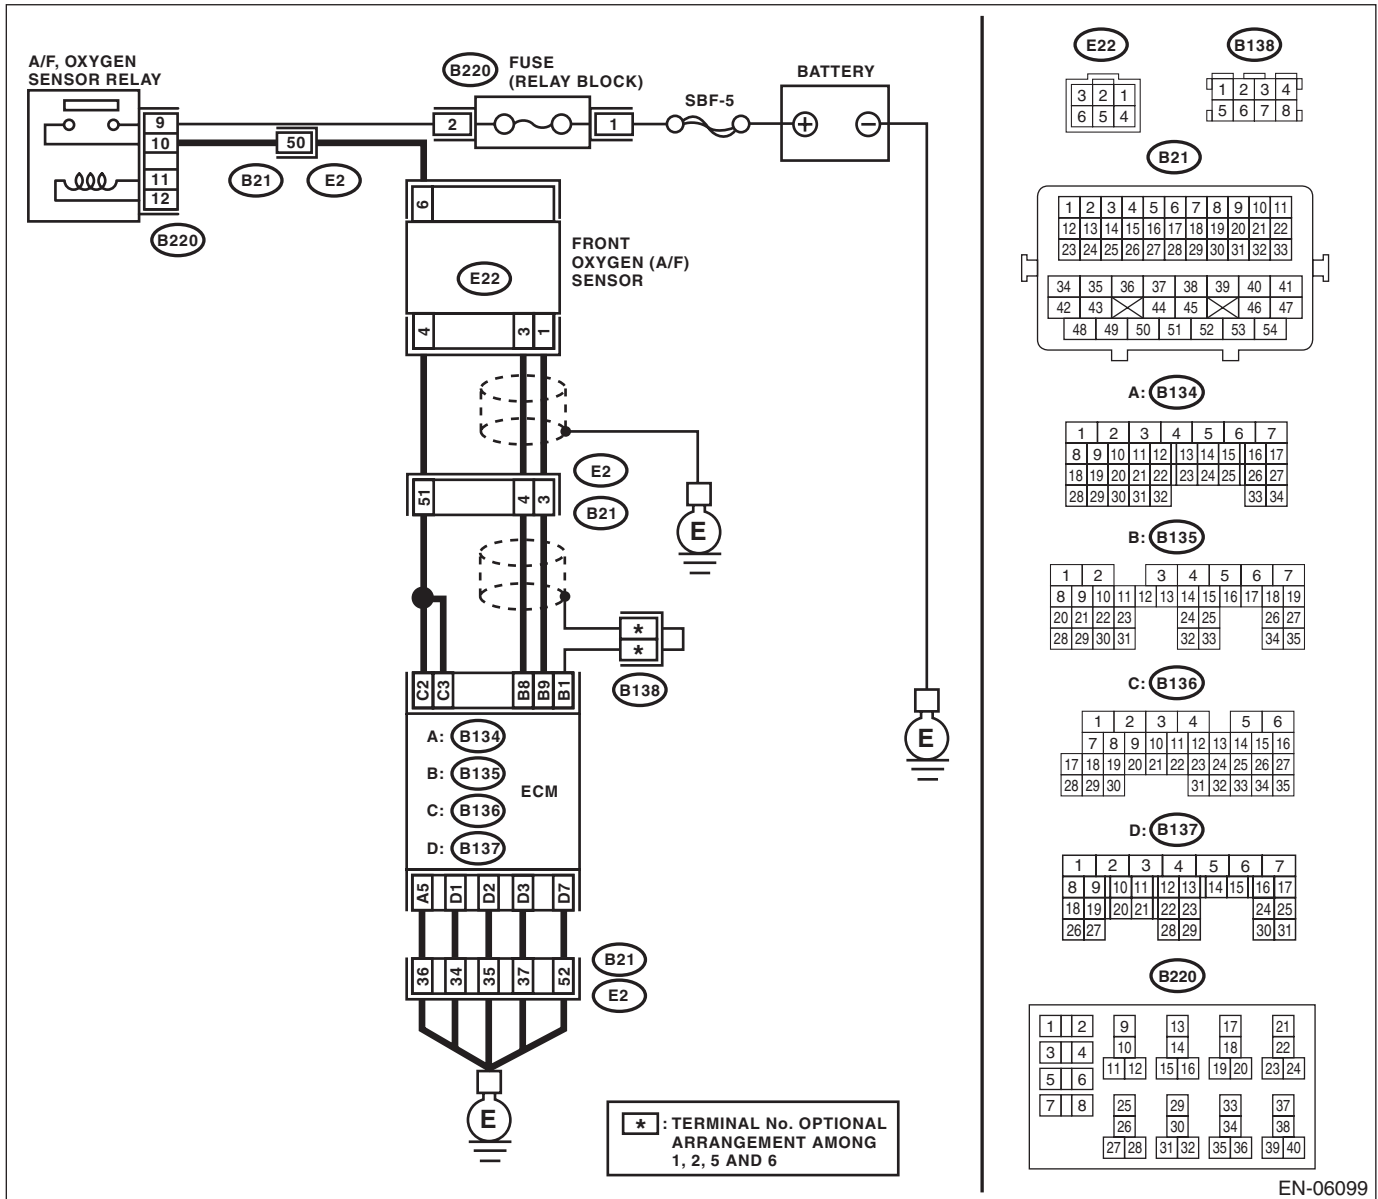 A/F, OXYGEN
SENSOR RELAY
9
10
11
12
B220
50
B21
E2
B220
FUSE
(RELAY BLOCK)
2
1
SBF-5
BATTERY
+
−
6
E22
FRONT
OXYGEN (A/F)
SENSOR
4 3 1
E
E2
B21
51 4 3
*
*
B138
C2 C3 B8 B9 B1
A: B134
B: B135
C: B136
D: B137
ECM
A5 D1 D2 D3 D7
36 34 35 37 52
B21
E2
E
E
* : TERMINAL No. OPTIONAL
ARRANGEMENT AMONG
1, 2, 5 AND 6
E22
3 2 1
6 5 4
B138
1 2 3 4
5 6 7 8
B21
1 2 3 4 5 6 7 8 9 10 11
12 13 14 15 16 17 18 19 20 21 22
23 24 25 26 27 28 29 30 31 32 33
34 35 36 37 38 39 40 41
42 43 44 45 46 47
48 49 50 51 52 53 54
A: B134
1 2 3 4 5 6 7
8 9 10 11 12 13 14 15 16 17
18 19 20 21 22 23 24 25 26 27
28 29 30 31 32 33 34
B: B135
1 2 3 4 5 6 7
8 9 10 11 12 13 14 15 16 17 18 19
20 21 22 23 24 25 26 27
28 29 30 31 32 33 34 35
C: B136
1 2 3 4 5 6
7 8 9 10 11 12 13 14 15 16
17 18 19 20 21 22 23 24 25 26 27
28 29 30 31 32 33 34 35
D: B137
1 2 3 4 5 6 7
8 9 10 11 12 13 14 15 16 17
18 19 20 21 22 23 24 25
26 27 28 29 30 31
B220
1 2 9 13 17 21
3 4 10 14 18 22
5 6 11 12 15 16 19 20 23 24
7 8 25 29 33 37
26 30 34 38
27 28 31 32 35 36 39 40
EN-06099